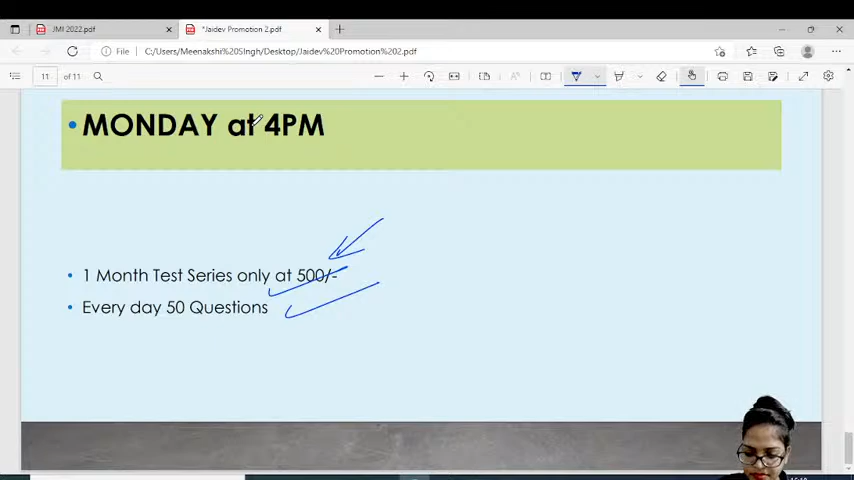 JMI 2022.pdf
*Jaidev Promotion 2.pdf
File
C:/Users/Meenakshi%20SIngh/Desktop/Jaidev%20Promotion%202.pdf
11 of 11
• MONDAY at 4PM
• 1 Month Test Series only at 500/-
• Every day 50 Questions